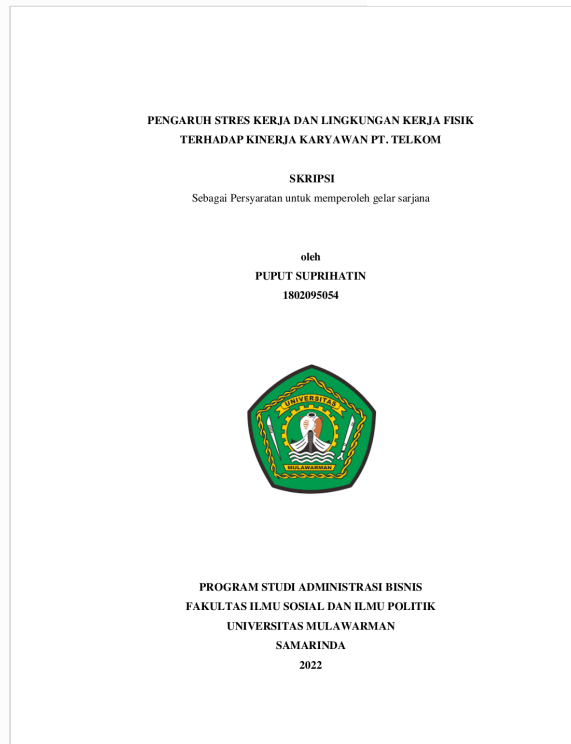 PENGARUH STRES KERJA DAN LINGKUNGAN KERJA FISIK
TERHADAP KINERJA KARYAWAN PT. TELKOM
SKRIPSI
Sebagai Persyaratan untuk memperoleh gelar sarjana
oleh
PUPUT SUPRIHATIN
1802095054
UNIVERSITAS
MULAWARMAN
PROGRAM STUDI ADMINISTRASI BISNIS
FAKULTAS ILMU SOSIAL DAN ILMU POLITIK
UNIVERSITAS MULAWARMAN
SAMARINDA
2022